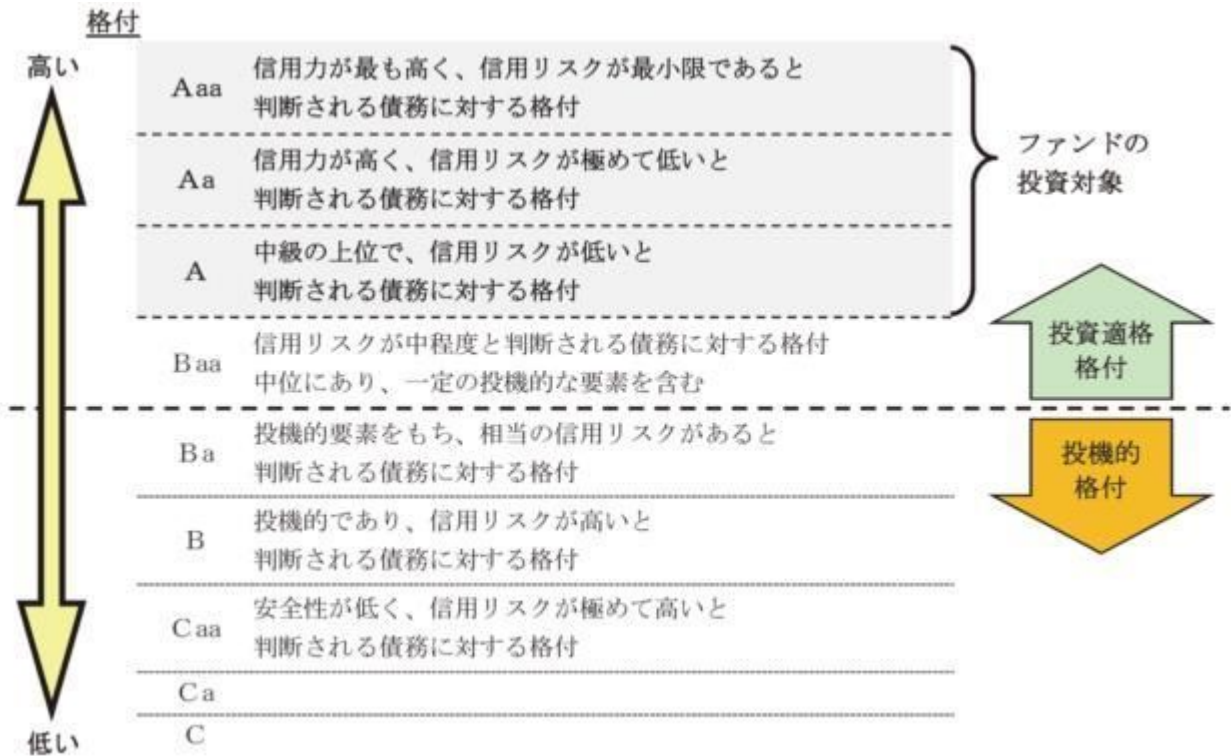 格付
高い
Aaa
信用力が最も高く、信用リスクが最小限であると
判断される債務に対する格付
Aa
信用力が高く、信用リスクが極めて低いと
判断される債務に対する格付
A
中級の上位で、信用リスクが低いと
判断される債務に対する格付
ファンドの
投資対象
Baa
信用リスクが中程度と判断される債務に対する格付
中位にあり、一定の投機的な要素を含む
投資適格
格付
Ba
投機的要素をもち、相当の信用リスクがあると
判断される債務に対する格付
投機的
格付
B
投機的であり、信用リスクが高いと
判断される債務に対する格付
Caa
安全性が低く、信用リスクが極めて高いと
判断される債務に対する格付
Ca
C
低い